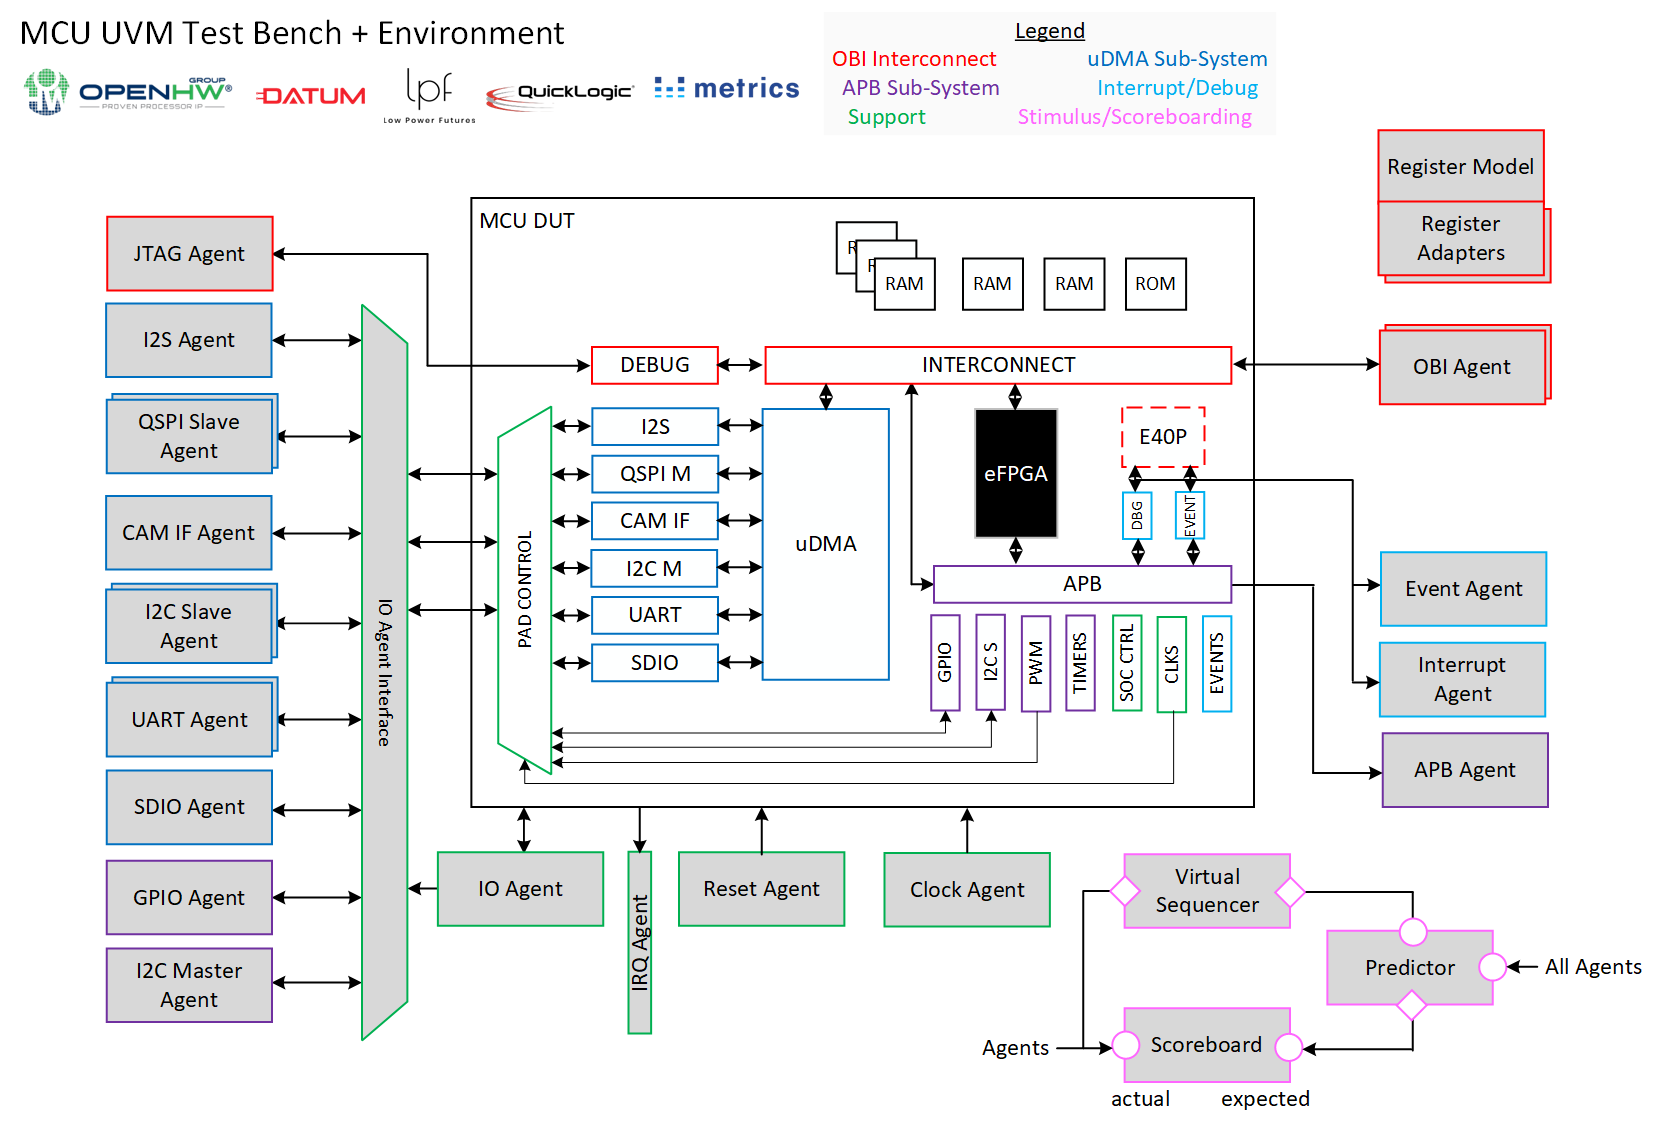 MCU UVM Test Bench + Environment
OPENHW GROUP®
PROVEN PROCESSOR IP
DATUM
lpf
Low Power Futures
QuickLogic
metrics
Legend
OBI Interconnect
uDMA Sub-System
APB Sub-System
Interrupt/Debug
Support
Stimulus/Scoreboarding
Register Model
Register
Adapters
MCU DUT
JTAG Agent
R
R
RAM
RAM
RAM
ROM
I2S Agent
DEBUG
INTERCONNECT
OBI Agent
QSPI Slave
Agent
I2S
E40P
QSPI M
eFPGA
CAM IF Agent
CAM IF
DBG
EVENT
uDMA
I2C M
APB
Event Agent
I2C Slave
Agent
UART
PAD CONTROL
IO Agent Interface
SDIO
GPIO
I2C S
PWM
TIMERS
SOC CTRL
CLKS
EVENTS
Interrupt
Agent
UART Agent
APB Agent
SDIO Agent
GPIO Agent
IO Agent
IRQ Agent
Reset Agent
Clock Agent
Virtual
Sequencer
I2C Master
Agent
Predictor
All Agents
Agents
Scoreboard
actual
expected